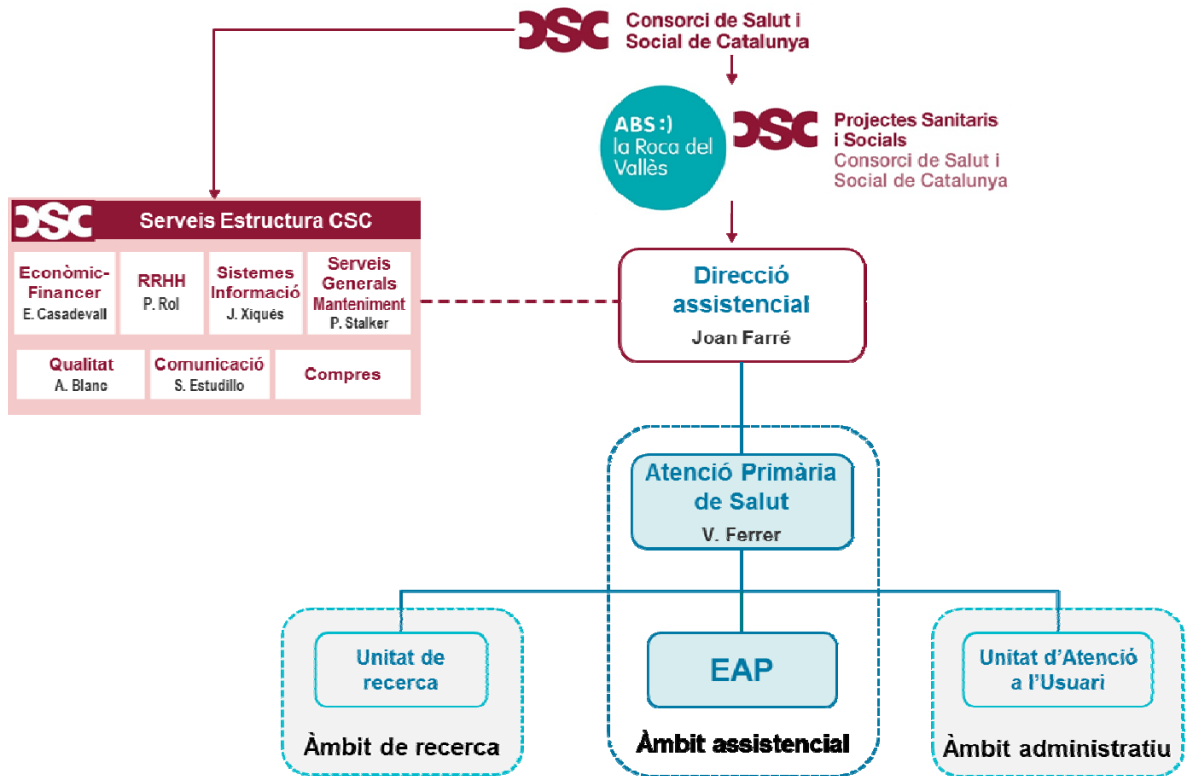 CSC
Consorci de Salut i
Social de Catalunya
ABS:)
la Roca del
Vallès
CSC
Projectes Sanitaris
i Socials
Consorci de Salut i
Social de Catalunya
CSC
Serveis Estructura CSC
Econòmic-
Financer
E. Casadevall
RRHH
P. Rol
Sistemes
Informació
J. Xiqués
Serveis
Generals
Manteniment
P. Stalker
Qualitat
A. Blanc
Comunicació
S. Estudillo
Compres
Direcció
assistencial
Joan Farré
Atenció Primària
de Salut
V. Ferrer
Unitat de
recerca
Àmbit de recerca
EAP
Àmbit assistencial
Unitat d'Atenció
a l'Usuari
Àmbit administratiu